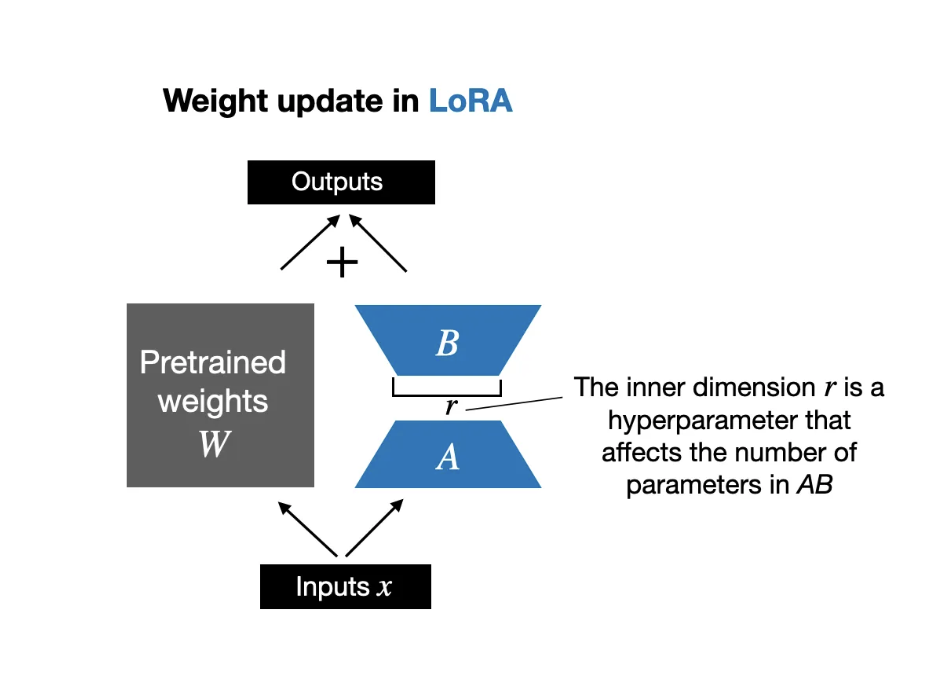 Weight update in LoRA
Outputs
+
Pretrained
weights
W
B
r
A
The inner dimension r is a
hyperparameter that
affects the number of
parameters in AB
Inputs x